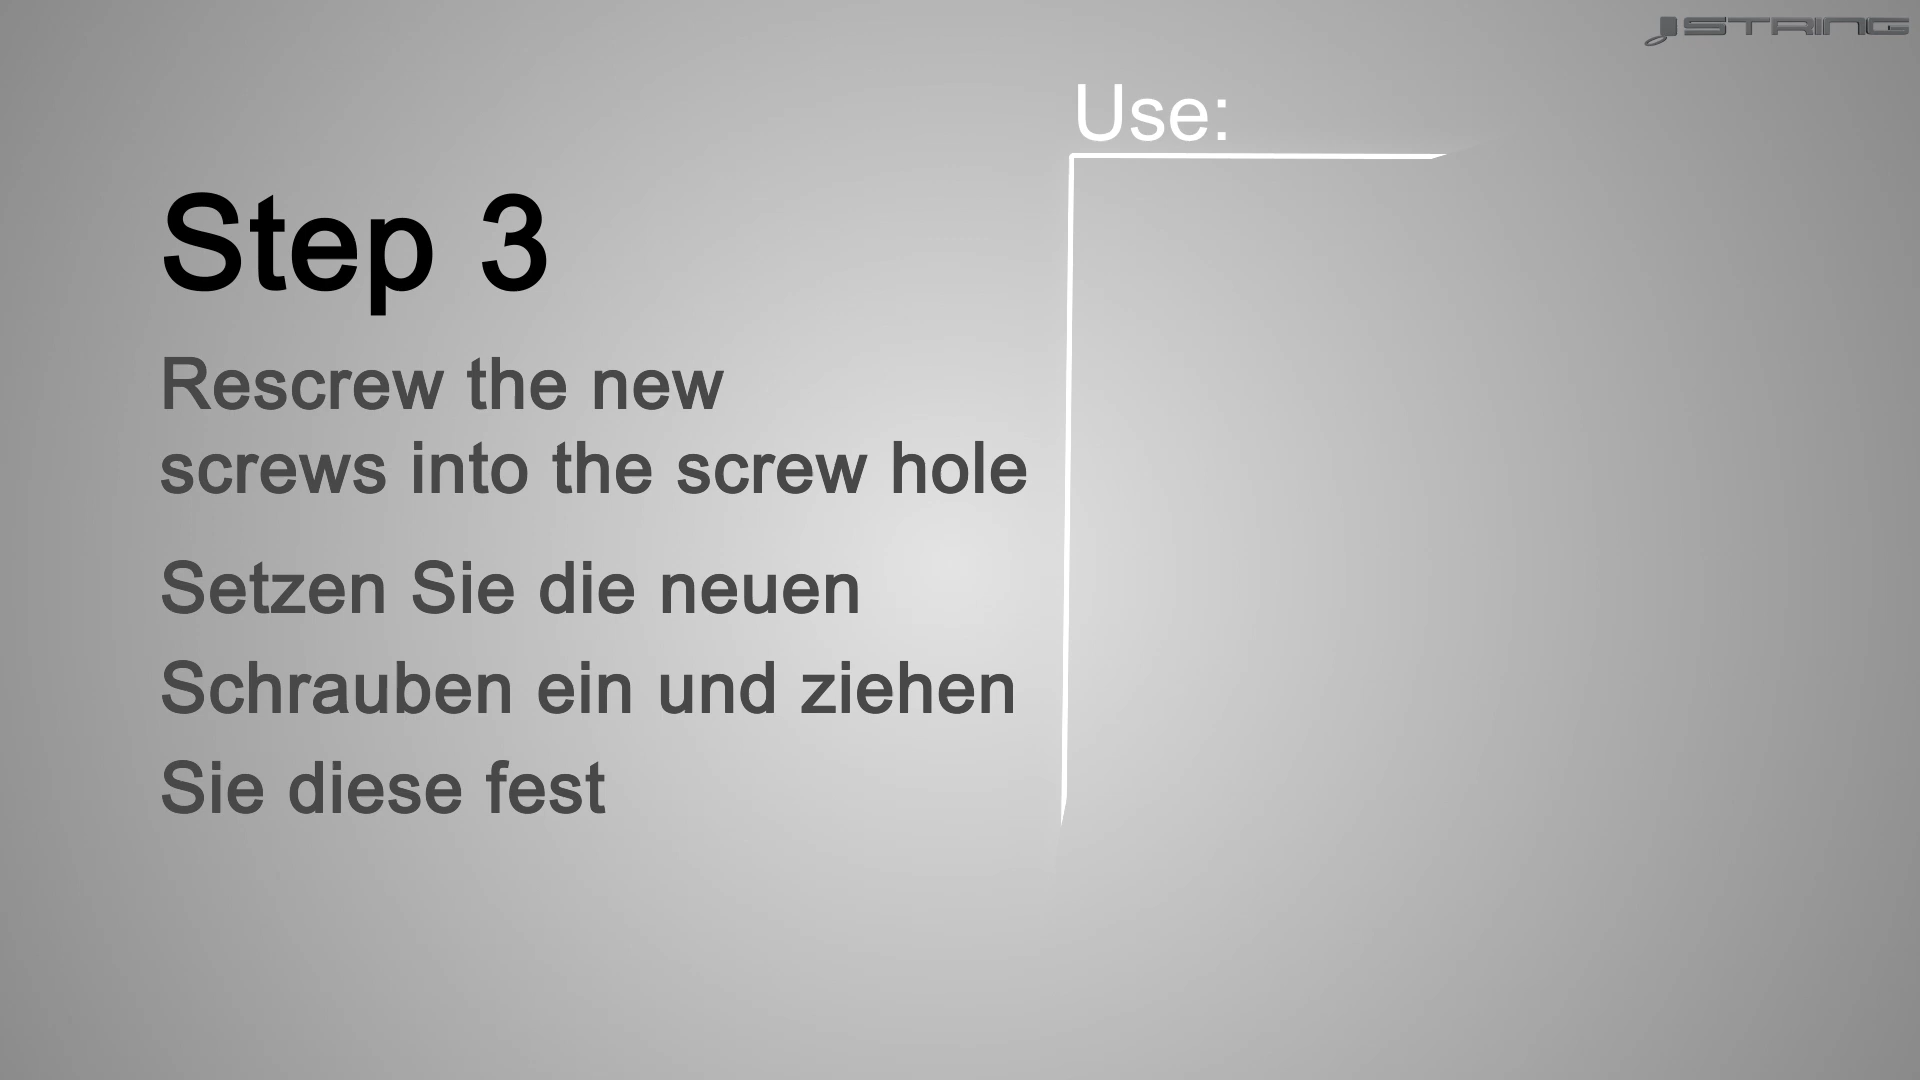 STRING
Use:
Step 3
Rescrew the new
screws into the screw hole
Setzen Sie die neuen
Schrauben ein und ziehen
Sie diese fest